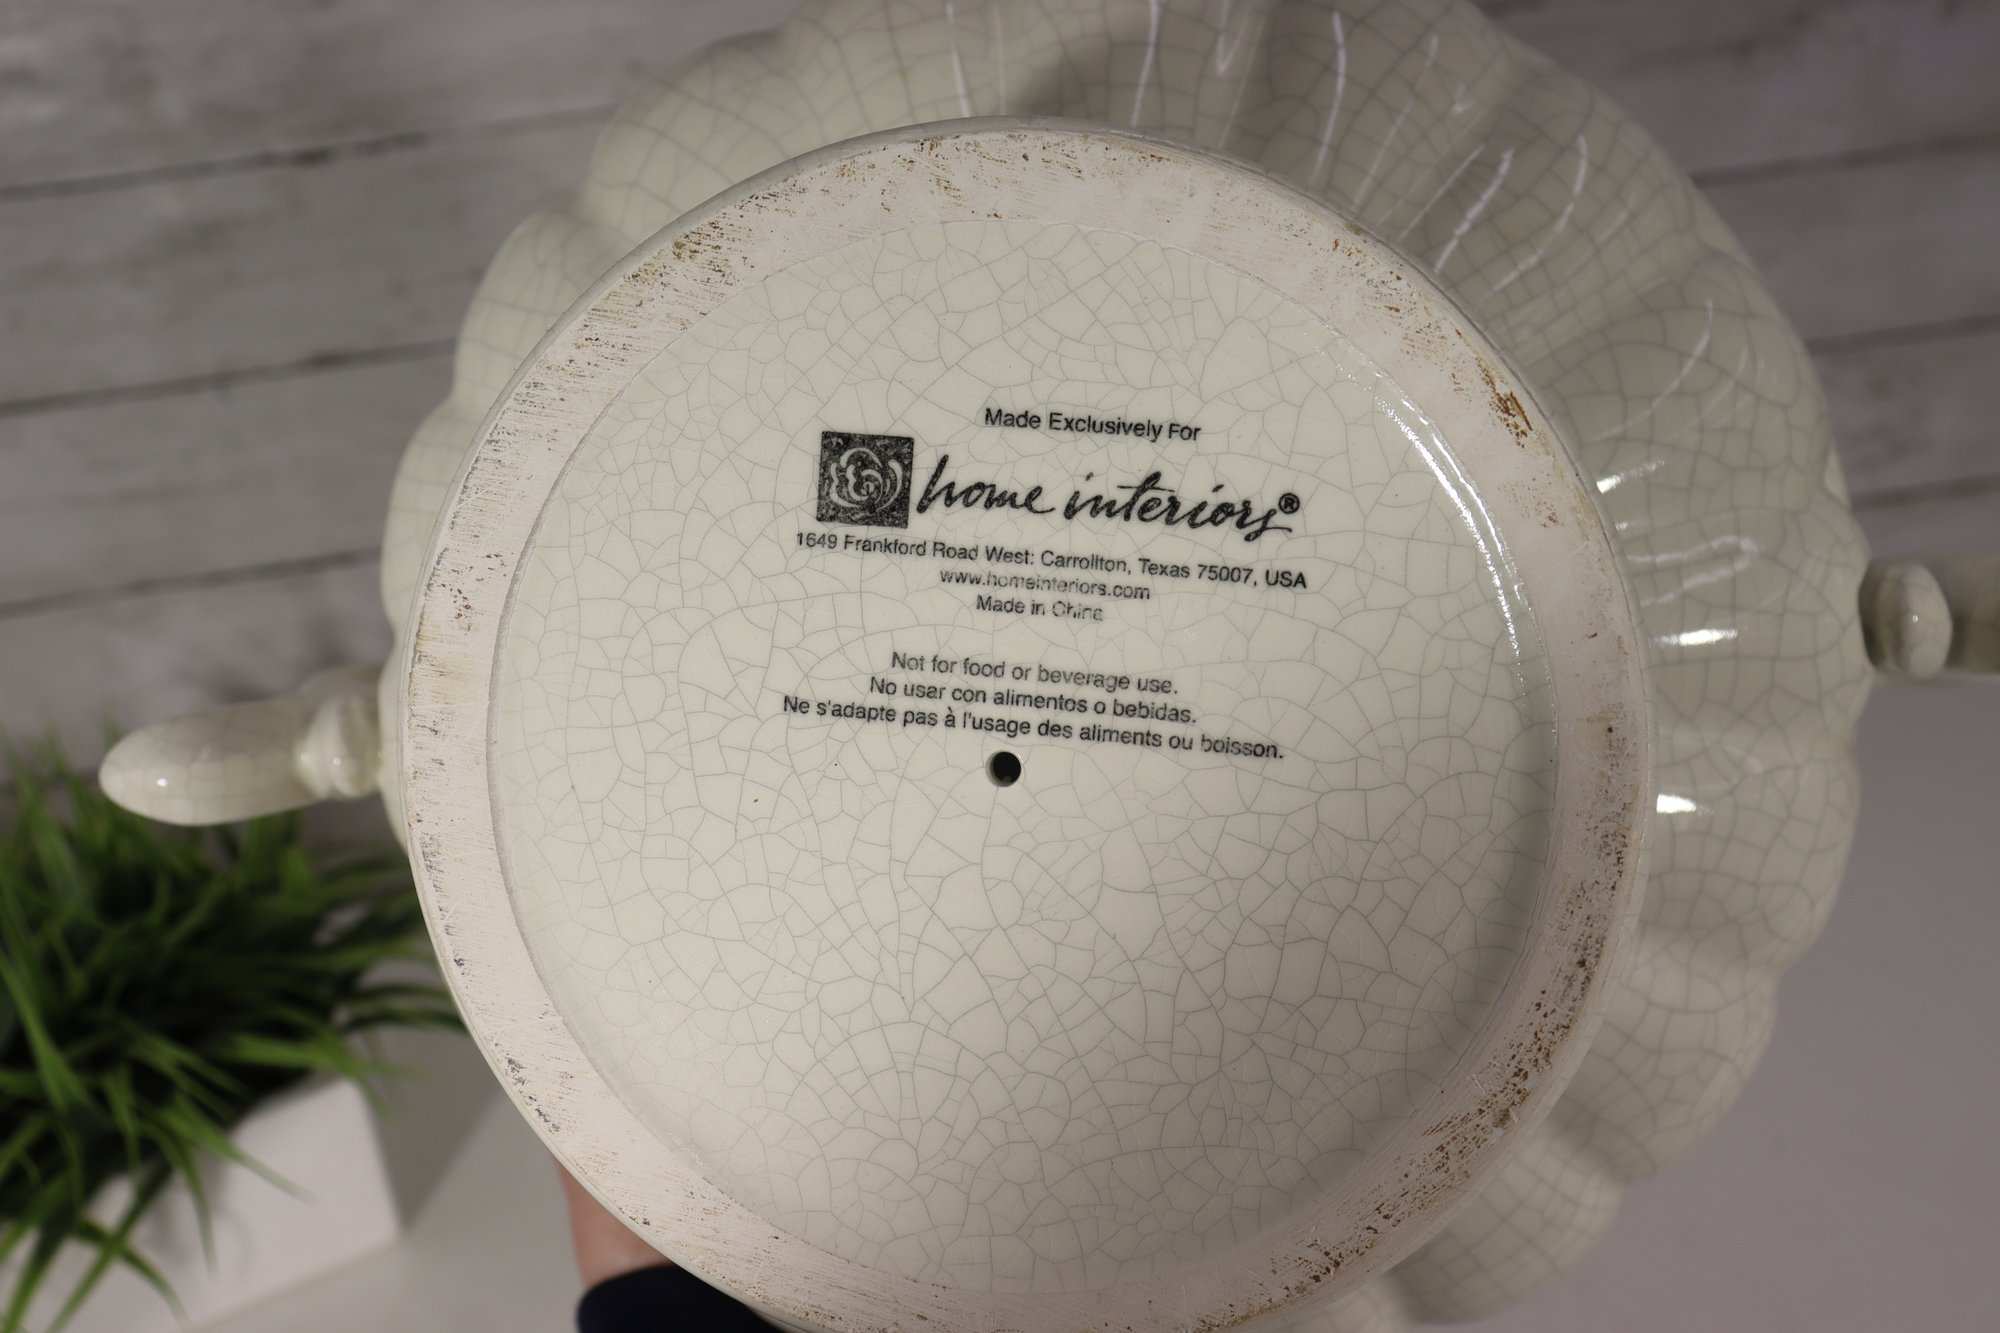 Made Exclusively For
home interiors®
1649 Frankford Road West: Carrollton, Texas 75007, USA
www.homeinteriors.com
Made in China
Not for food or beverage use.
No usar con alimentos o bebidas.
Ne s'adapte pas à l'usage des aliments ou boisson.